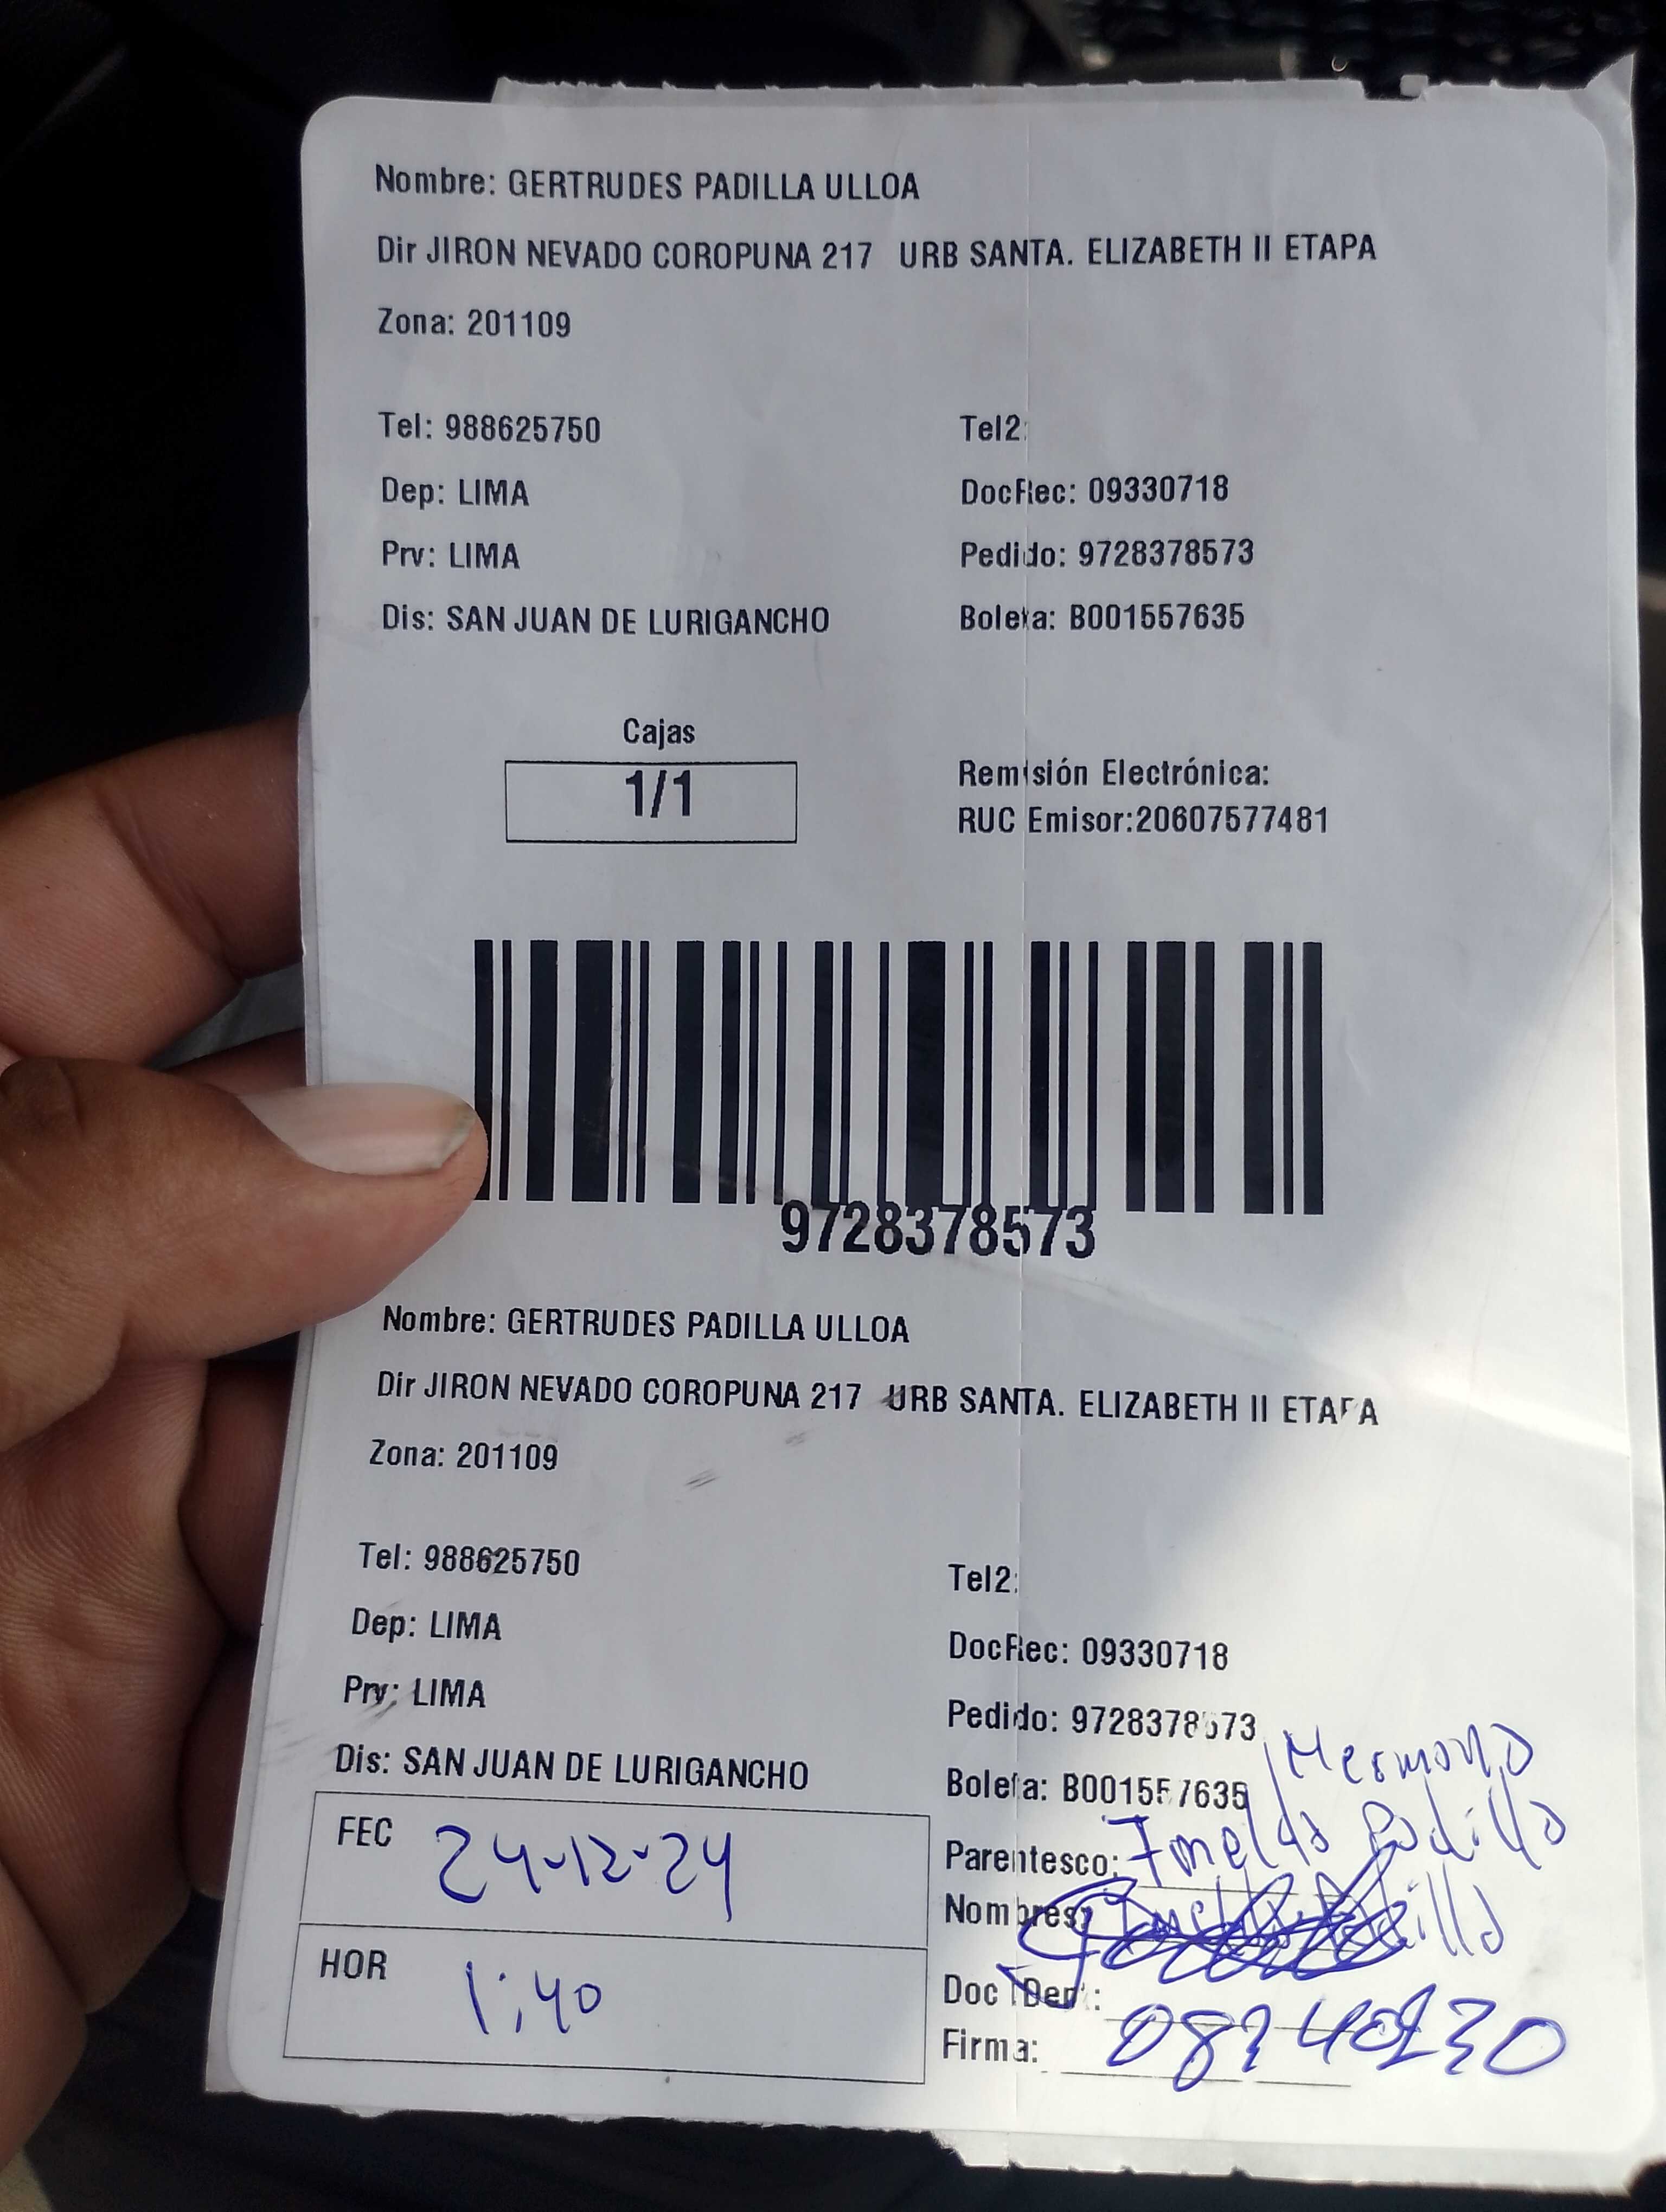 Nombre: GERTRUDES PADILLA ULLOA
Dir JIRON NEVADO COROPUNA 217 URB SANTA. ELIZABETH II ETAPA
Zona: 201109
Tel: 988625750 Tel2:
Dep: LIMA DocRec: 09330718
Prv: LIMA Pedido: 9728378573
Dis: SAN JUAN DE LURIGANCHO Boleta: B001557635
Cajas
1/1
Remisión Electrónica:
RUC Emisor:20607577481
9728378573
Nombre: GERTRUDES PADILLA ULLOA
Dir JIRON NEVADO COROPUNA 217 URB SANTA. ELIZABETH II ETAPA
Zona: 201109
Tel: 988625750 Tel2:
Dep: LIMA DocRec: 09330718
Prv: LIMA Pedido: 9728378573
Dis: SAN JUAN DE LURIGANCHO Boleta: B001557635
Hermana
FEC 24-12-24
Parentesco: Imelda Padilla
Nombres:
HOR 1:40
Doc Iden:
Firma: